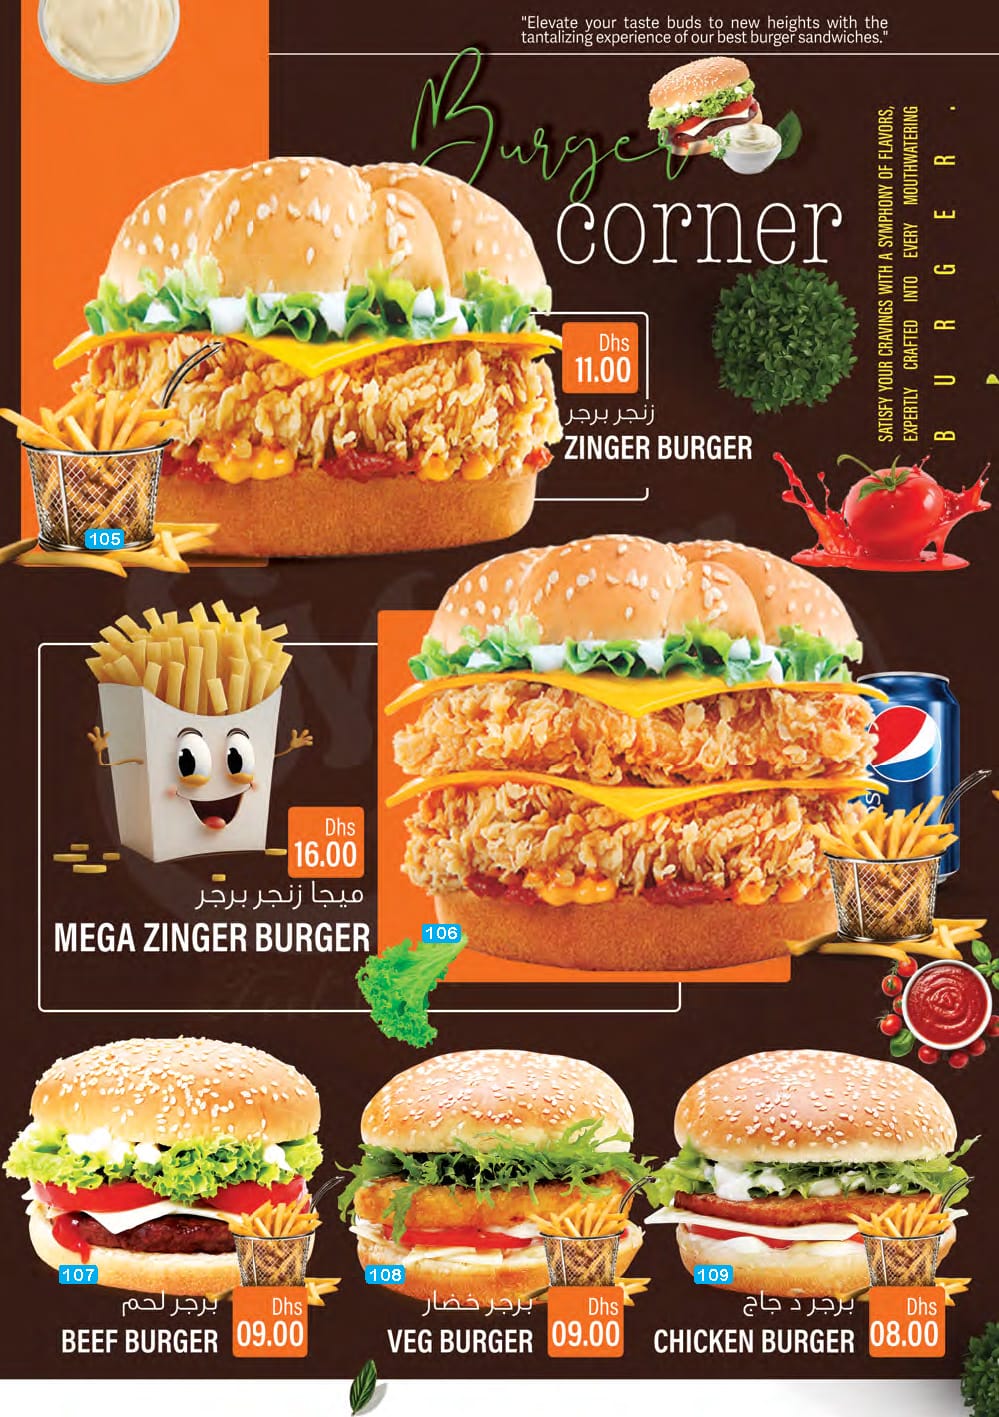 "Elevate your taste buds to new heights with the
tantalizing experience of our best burger sandwiches."
Burger
corner
SATISFY YOUR CRAVINGS WITH A SYMPHONY OF FLAVORS,
EXPERTLY CRAFTED INTO EVERY MOUTHWATERING
BURGER.
Dhs
11.00
زنجر برجر
ZINGER BURGER
105
Dhs
16.00
ميجا زنجر برجر
MEGA ZINGER BURGER
106
107
برجر لحم
BEEF BURGER
Dhs
09.00
108
برجر خضار
VEG BURGER
Dhs
09.00
109
برجر د جاج
CHICKEN BURGER
Dhs
08.00